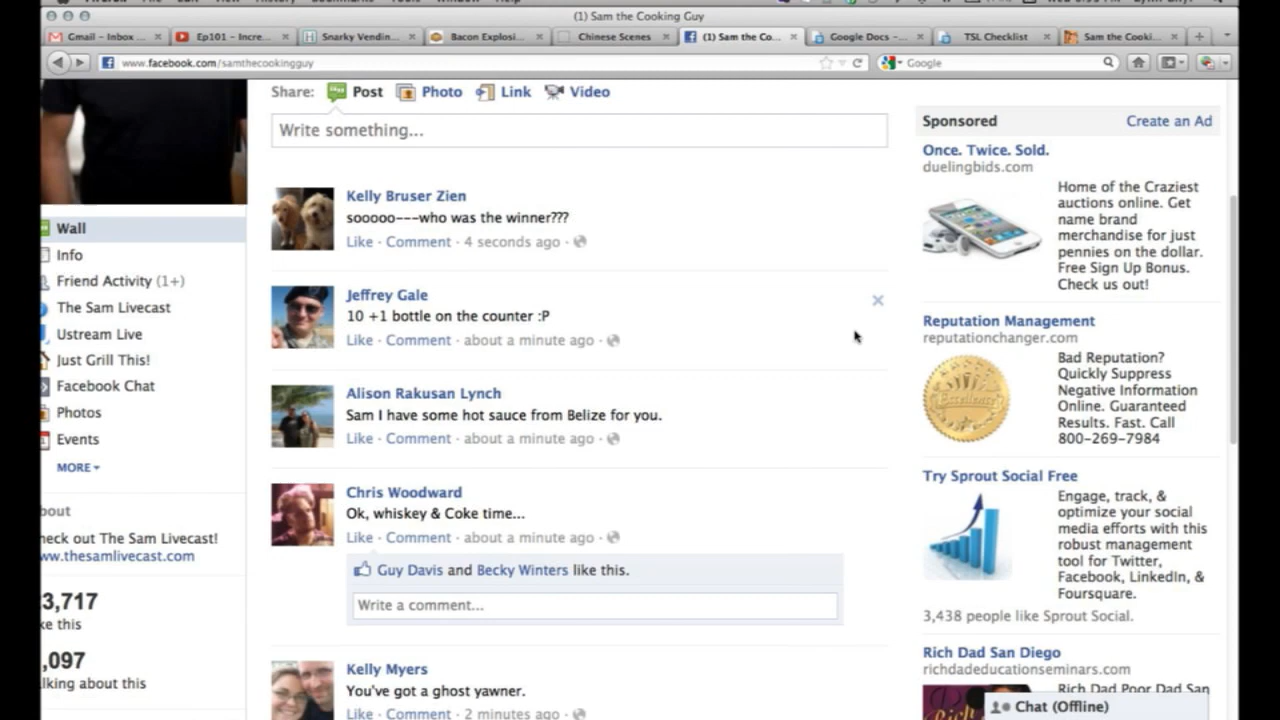 (1) Sam the Cooking Guy
Gmail – Inbox ...
Ep101 – Incre...
Snarky Vendin...
Bacon Explosi...
Chinese Scenes
(1) Sam the Co...
Google Docs –...
TSL Checklist
Sam the Cooki...
www.facebook.com/samthecookingguy
Google
Share: Post Photo Link Video
Write something...
Wall
Info
Friend Activity (1+)
The Sam Livecast
Ustream Live
Just Grill This!
Facebook Chat
Photos
Events
MORE
bout
heck out The Sam Livecast!
ww.thesamlivecast.com
3,717
ke this
,097
lking about this
Kelly Bruser Zien
sooooo---who was the winner???
Like · Comment · 4 seconds ago ·
Jeffrey Gale
10 +1 bottle on the counter :P
Like · Comment · about a minute ago ·
Alison Rakusan Lynch
Sam I have some hot sauce from Belize for you.
Like · Comment · about a minute ago ·
Chris Woodward
Ok, whiskey & Coke time...
Like · Comment · about a minute ago ·
Guy Davis and Becky Winters like this.
Write a comment...
Kelly Myers
You've got a ghost yawner.
Like · Comment · 2 minutes ago ·
Sponsored
Create an Ad
Once. Twice. Sold.
duelingbids.com
Home of the Craziest
auctions online. Get
name brand
merchandise for just
pennies on the dollar.
Free Sign Up Bonus.
Check us out!
Reputation Management
reputationchanger.com
Bad Reputation?
Quickly Suppress
Negative Information
Online. Guaranteed
Results. Fast. Call
800-269-7984
Excellence
Try Sprout Social Free
Engage, track, &
optimize your social
media efforts with this
robust management
tool for Twitter,
Facebook, LinkedIn, &
Foursquare.
3,438 people like Sprout Social.
Rich Dad San Diego
richdadeducationseminars.com
Rich Dad Poor Dad San
Rich
Chat (Offline)